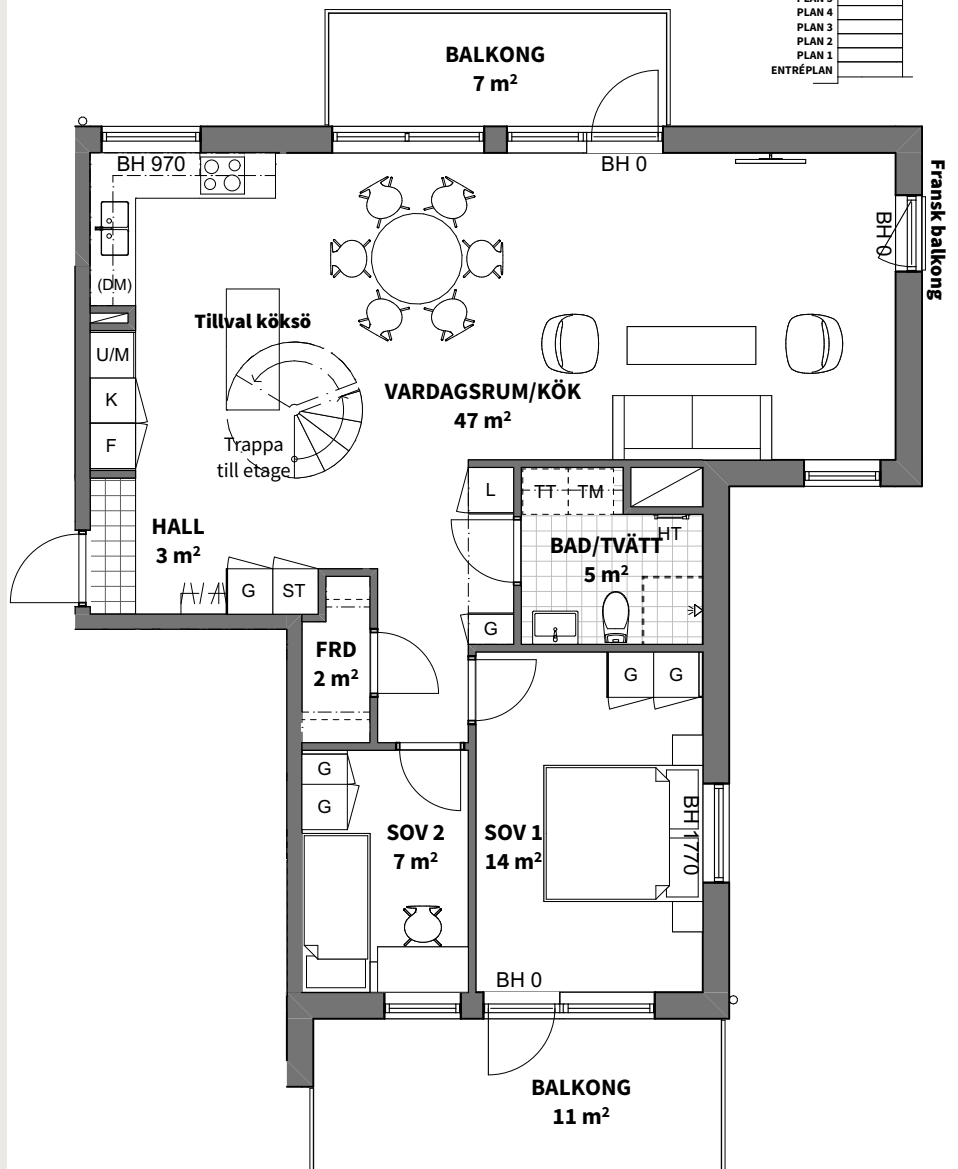 PLAN 4
PLAN 3
PLAN 2
PLAN 1
ENTRÉPLAN
BALKONG
7 m²
BH 970
BH 0
Fransk balkong
BH 0
(DM)
Tillval köksö
U/M
K
F
VARDAGSRUM/KÖK
47 m²
Trappa
till etage
L
TT
TM
HT
HALL
3 m²
BAD/TVÄTT
5 m²
G
ST
G
FRD
2 m²
G
G
G
G
SOV 2
7 m²
SOV 1
14 m²
BH 1770
BH 0
BALKONG
11 m²